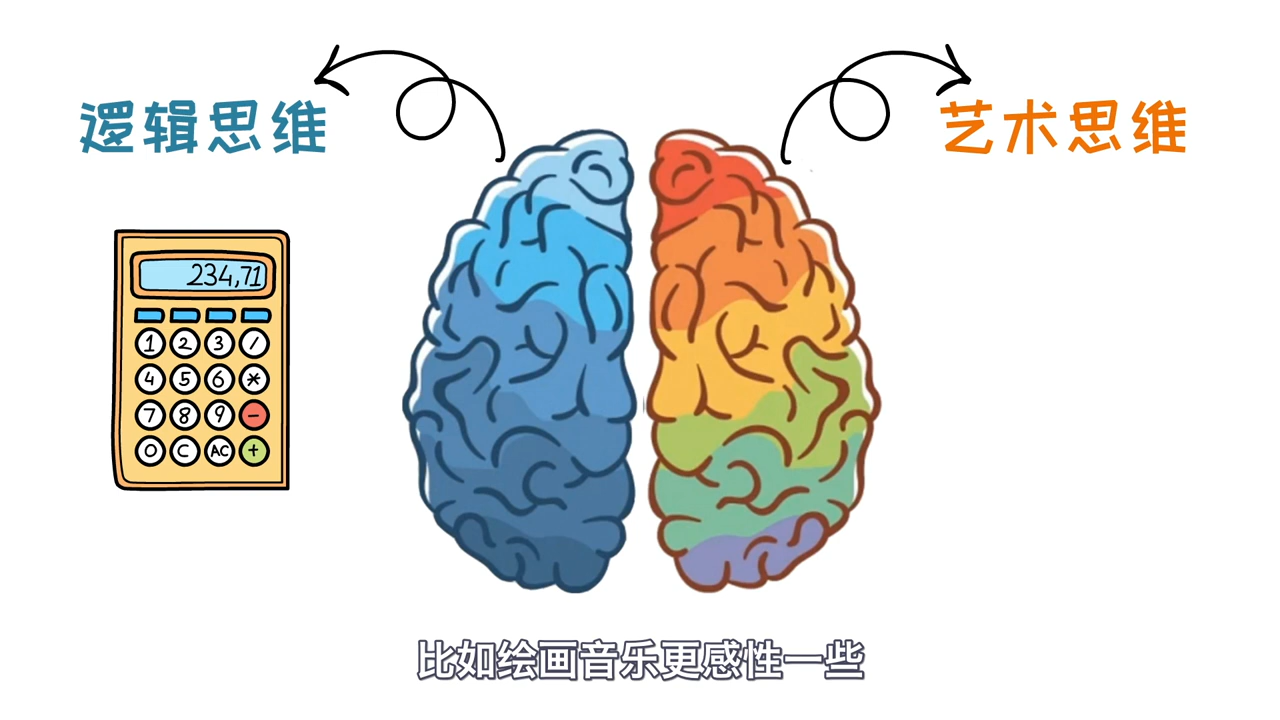 逻辑思维
艺术思维
234,71
1 2 3 /
4 5 6 *
7 8 9 -
0 C AC +
比如绘画音乐更感性一些